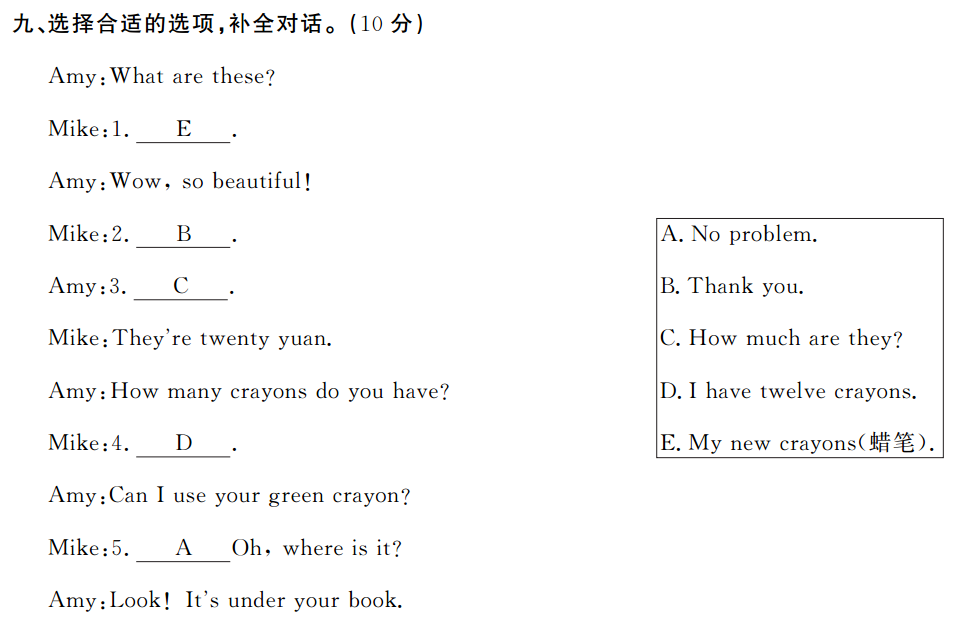 九、选择合适的选项,补全对话。(10 分)
Amy:What are these?
Mike:1. E .
Amy:Wow, so beautiful!
Mike:2. B .
Amy:3. C .
Mike:They're twenty yuan.
Amy:How many crayons do you have?
Mike:4. D .
Amy:Can I use your green crayon?
Mike:5. A Oh, where is it?
Amy:Look! It's under your book.
A. No problem.
B. Thank you.
C. How much are they?
D. I have twelve crayons.
E. My new crayons(蜡笔).